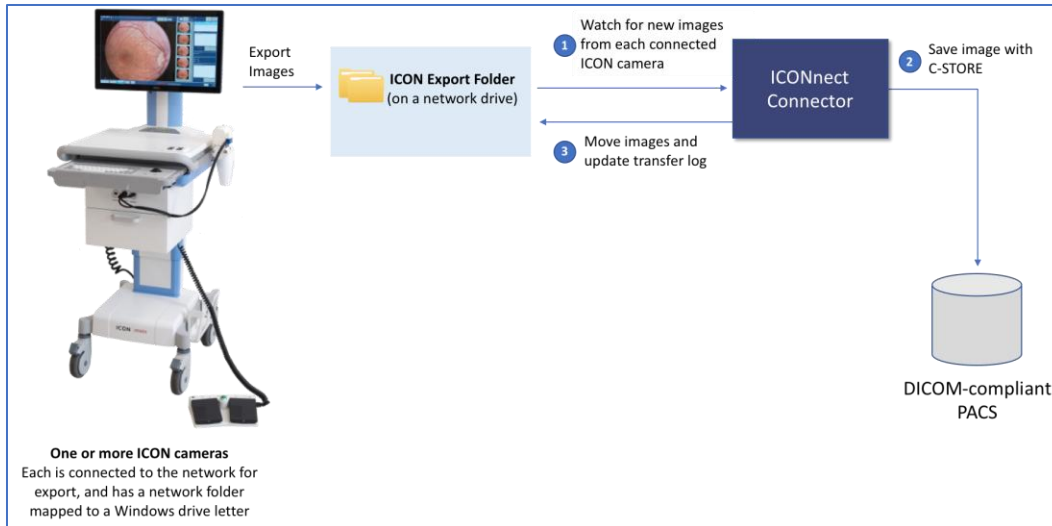 Export
Images
ICON Export Folder
(on a network drive)
1
Watch for new images
from each connected
ICON camera
ICONnect
Connector
2
Save image with
C-STORE
3
Move images and
update transfer log
ICON
DICOM-compliant
PACS
One or more ICON cameras
Each is connected to the network for
export, and has a network folder
mapped to a Windows drive letter